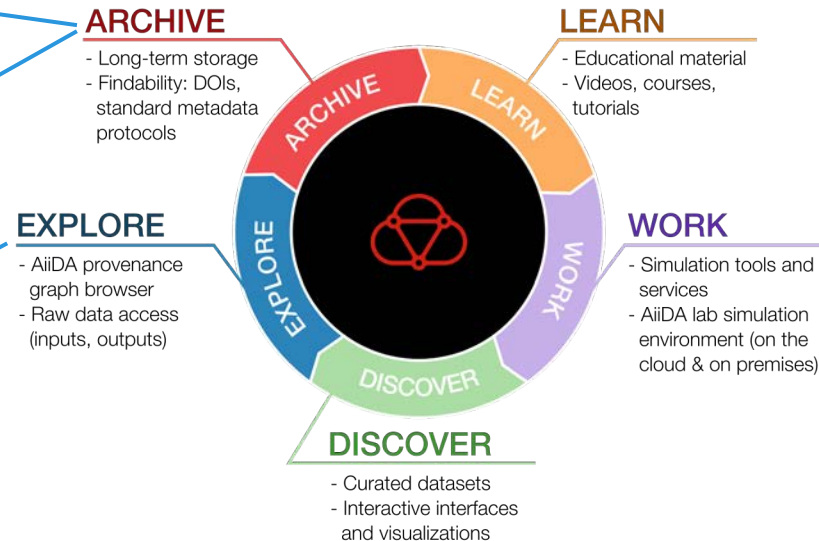 ARCHIVE
- Long-term storage
- Findability: DOIs,
standard metadata
protocols
LEARN
- Educational material
- Videos, courses,
tutorials
ARCHIVE
LEARN
EXPLORE
WORK
DISCOVER
EXPLORE
- AiiDA provenance
graph browser
- Raw data access
(inputs, outputs)
WORK
- Simulation tools and
services
- AiiDA lab simulation
environment (on the
cloud & on premises)
DISCOVER
- Curated datasets
- Interactive interfaces
and visualizations